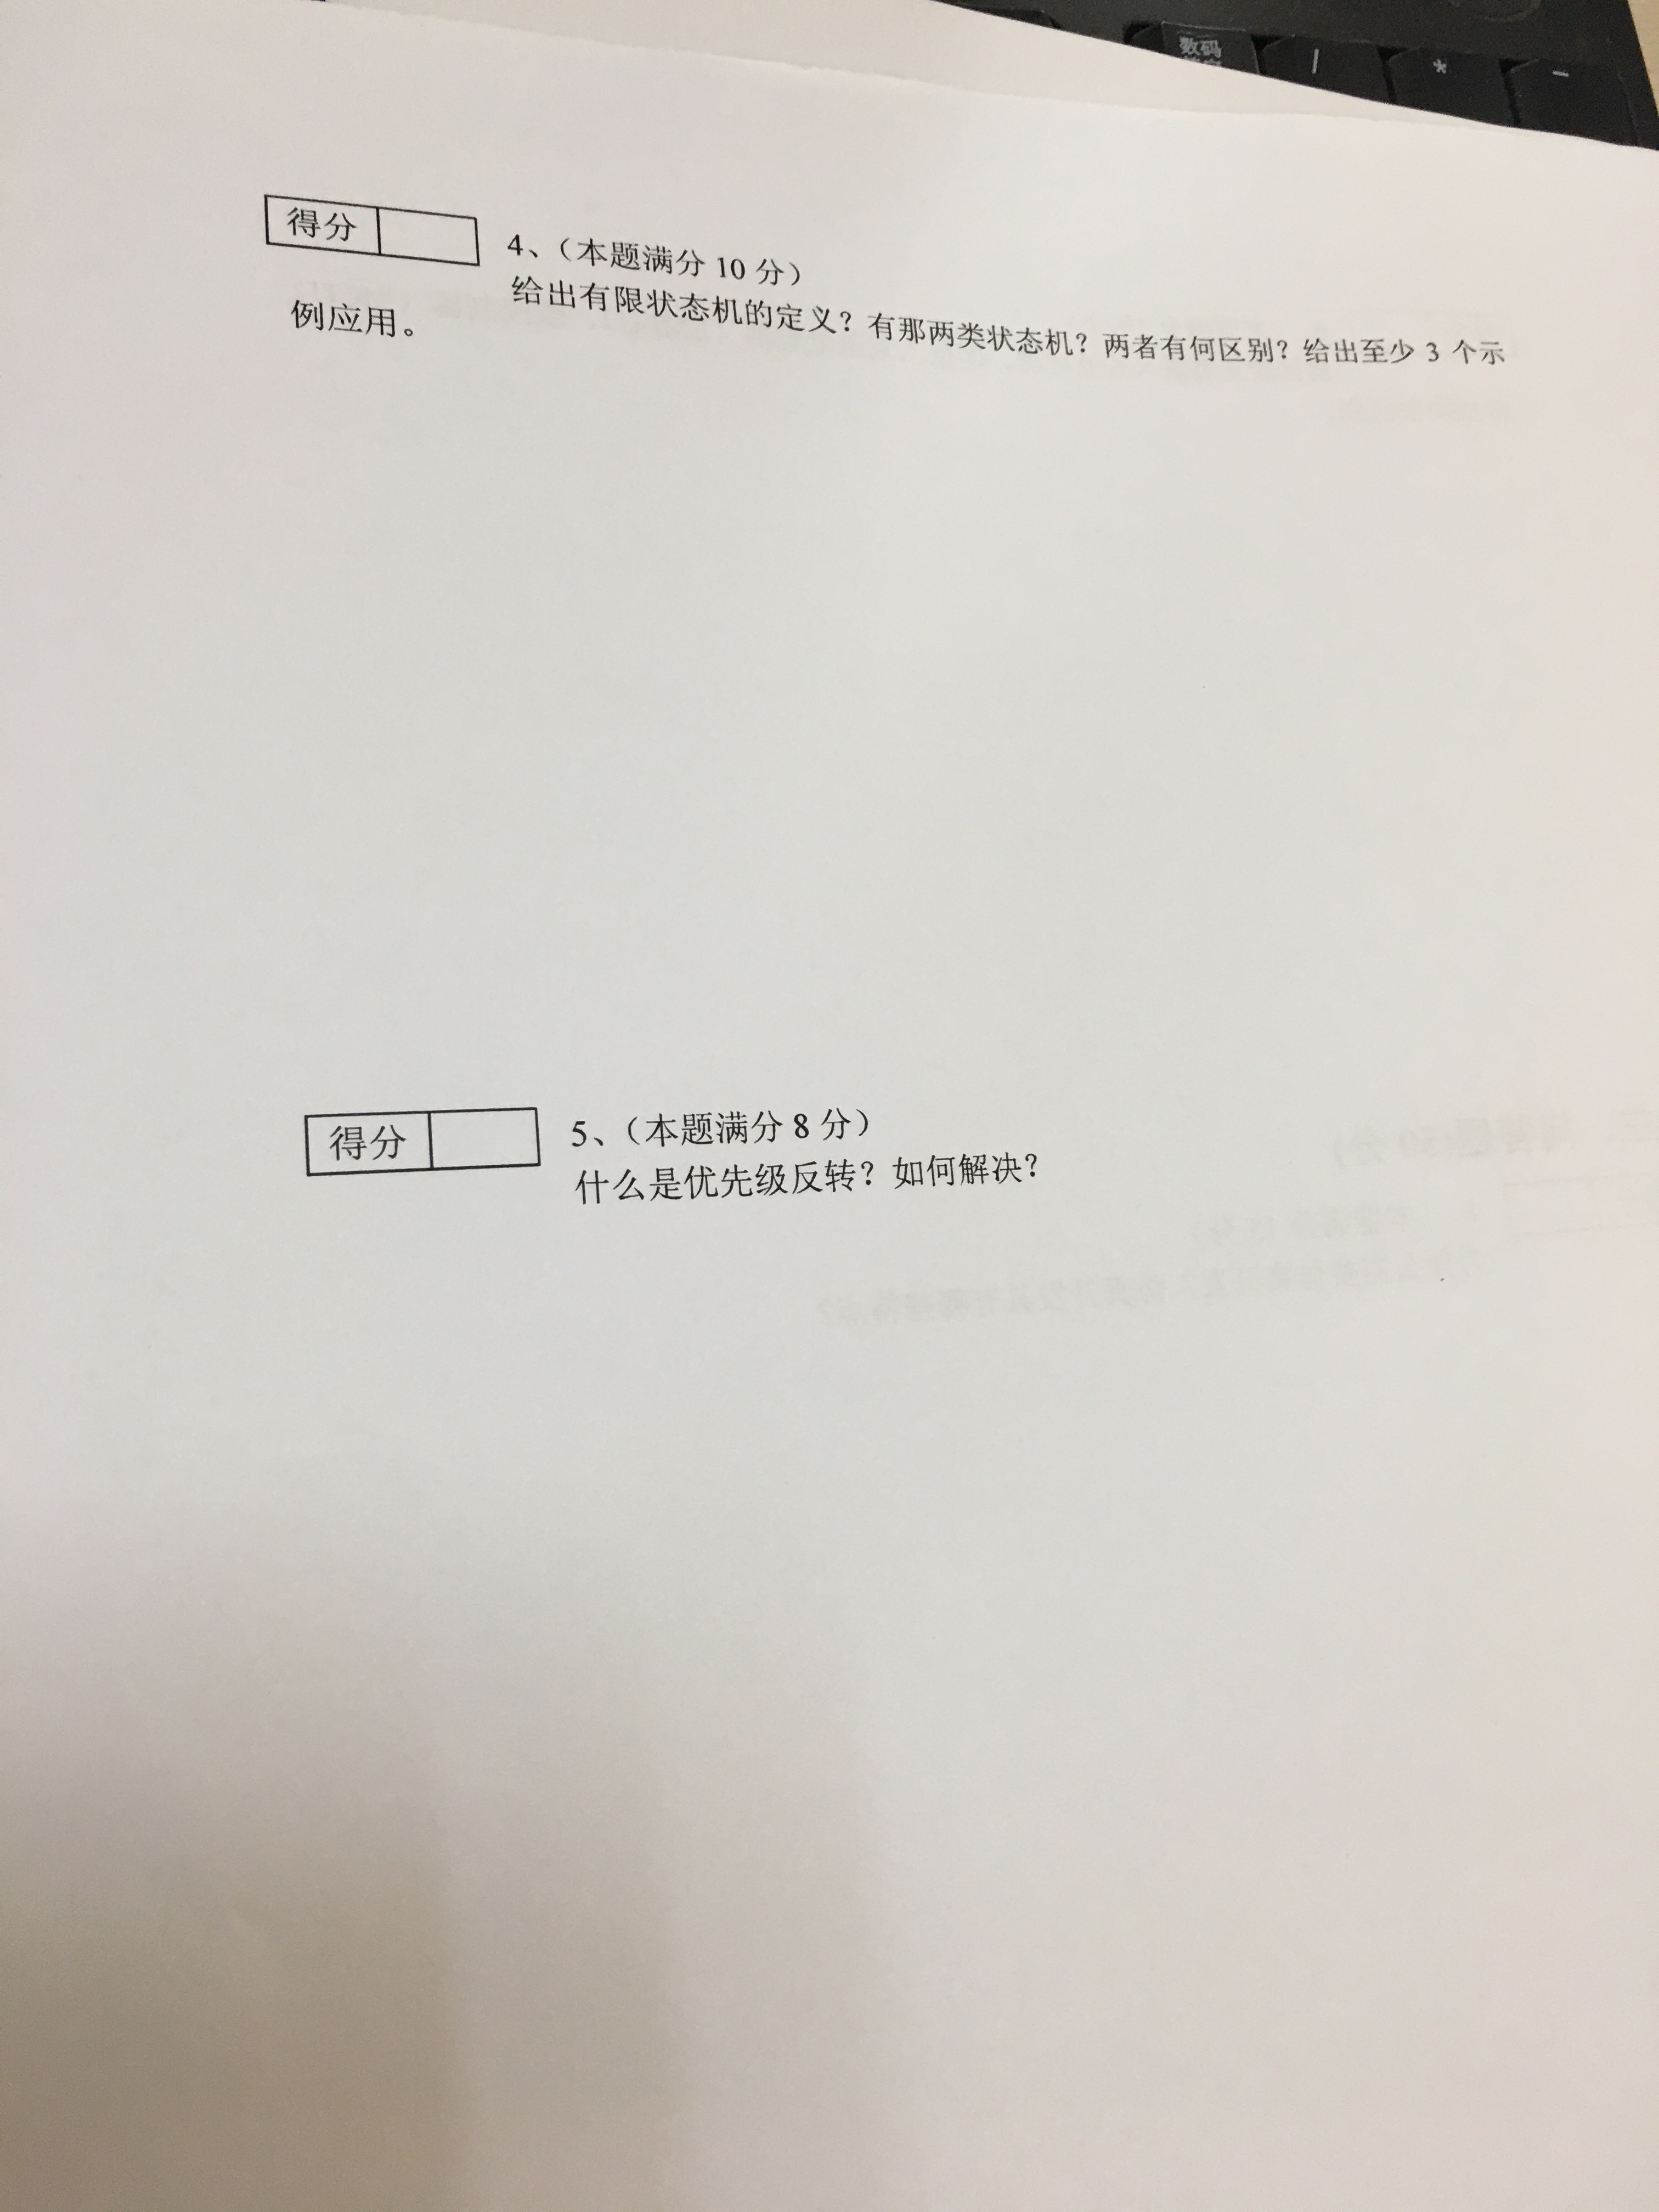 数码
/
*
-
得分
4、（本题满分 10 分）
给出有限状态机的定义？有那两类状态机？两者有何区别？给出至少 3 个示
例应用。
得分
5、（本题满分 8 分）
什么是优先级反转？如何解决？